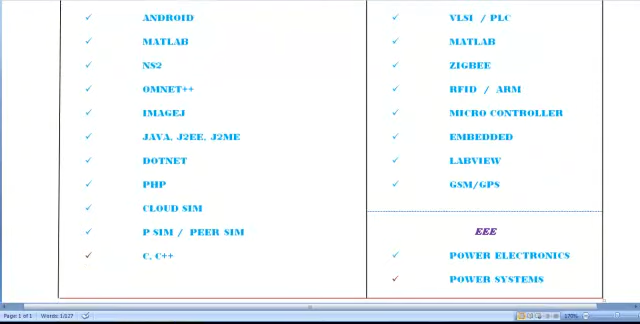 ANDROID
MATLAB
NS2
OMNET++
IMAGEJ
JAVA, J2EE, J2ME
DOTNET
PHP
CLOUD SIM
P SIM / PEER SIM
C, C++
VLSI / PLC
MATLAB
ZIGBEE
RFID / ARM
MICRO CONTROLLER
EMBEDDED
LABVIEW
GSM/GPS
EEE
POWER ELECTRONICS
POWER SYSTEMS
Page: 1 of 1 Words: 1/127
170%